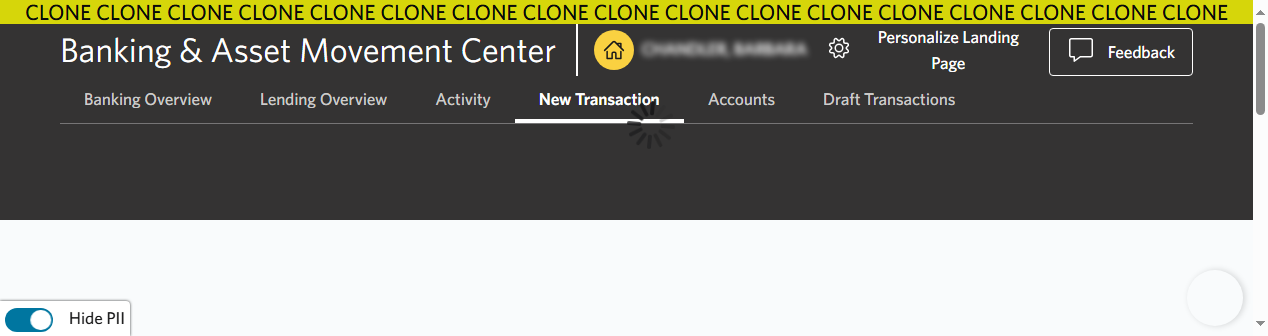 CLONE CLONE CLONE CLONE CLONE CLONE CLONE CLONE CLONE CLONE CLONE CLONE CLONE CLONE CLONE CLONE CLONE
Banking & Asset Movement Center
Personalize Landing
Page
Feedback
Banking Overview Lending Overview Activity New Transaction Accounts Draft Transactions
Hide PII